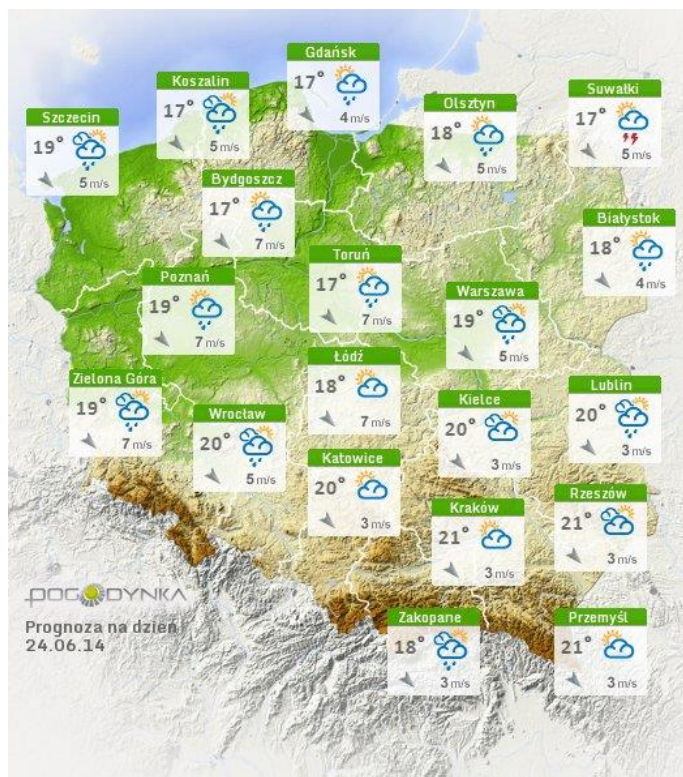 Gdańsk
17°
4 m/s
Koszalin
17°
5 m/s
Suwałki
17°
5 m/s
Olsztyn
18°
5 m/s
Szczecin
19°
5 m/s
Bydgoszcz
17°
7 m/s
Białystok
18°
4 m/s
Toruń
17°
7 m/s
Poznań
19°
7 m/s
Warszawa
19°
5 m/s
Łódź
18°
7 m/s
Zielona Góra
19°
7 m/s
Lublin
20°
3 m/s
Kielce
20°
3 m/s
Wrocław
20°
5 m/s
Katowice
20°
3 m/s
Rzeszów
21°
3 m/s
Kraków
21°
3 m/s
POGODYNKA
Prognoza na dzień
24.06.14
Zakopane
18°
3 m/s
Przemyśl
21°
3 m/s